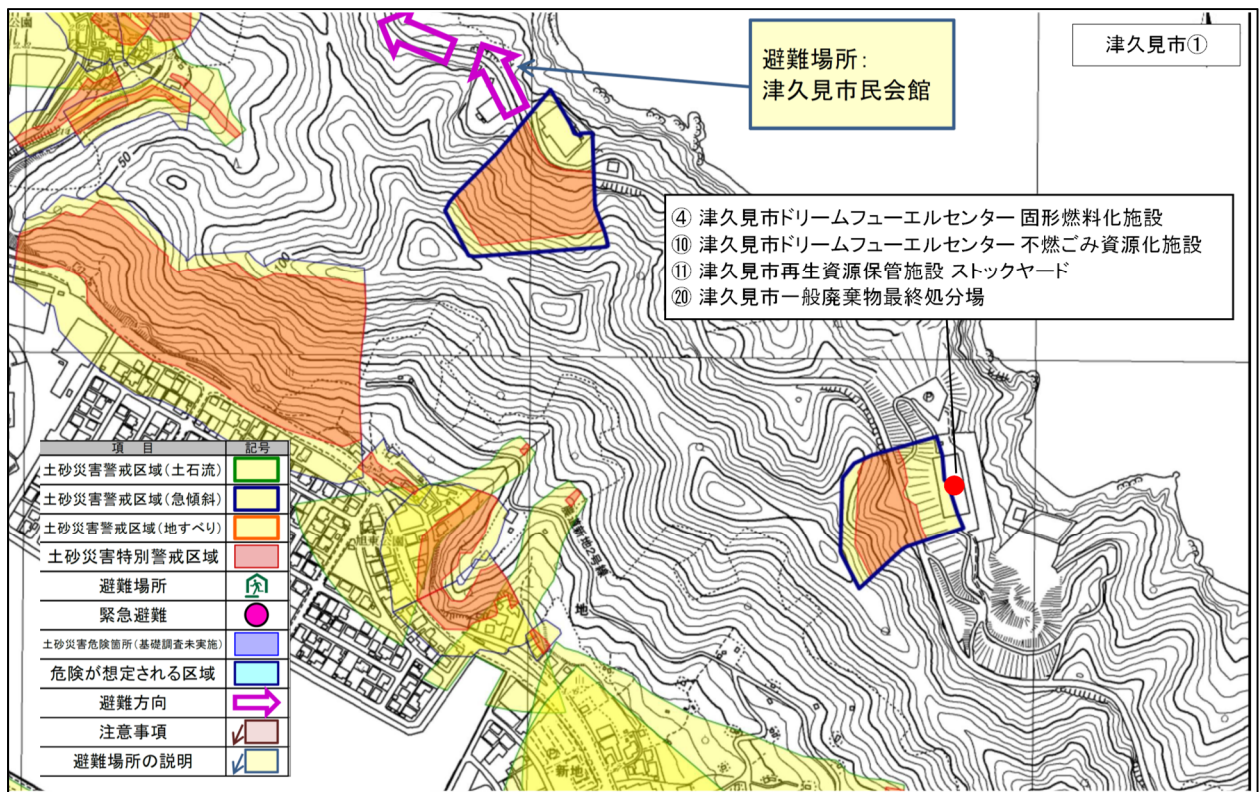 公園
津久見市①
避難場所：
津久見市民会館
50
100
④ 津久見市ドリームフューエルセンター 固形燃料化施設
⑩ 津久見市ドリームフューエルセンター 不燃ごみ資源化施設
⑪ 津久見市再生資源保管施設 ストックヤード
⑳ 津久見市一般廃棄物最終処分場
P
項　目 記号
土砂災害警戒区域(土石流)
土砂災害警戒区域(急傾斜)
土砂災害警戒区域(地すべり)
土砂災害特別警戒区域
避難場所
緊急避難
土砂災害危険箇所(基礎調査未実施)
危険が想定される区域
避難方向
注意事項
避難場所の説明
旭東公園
地
新地